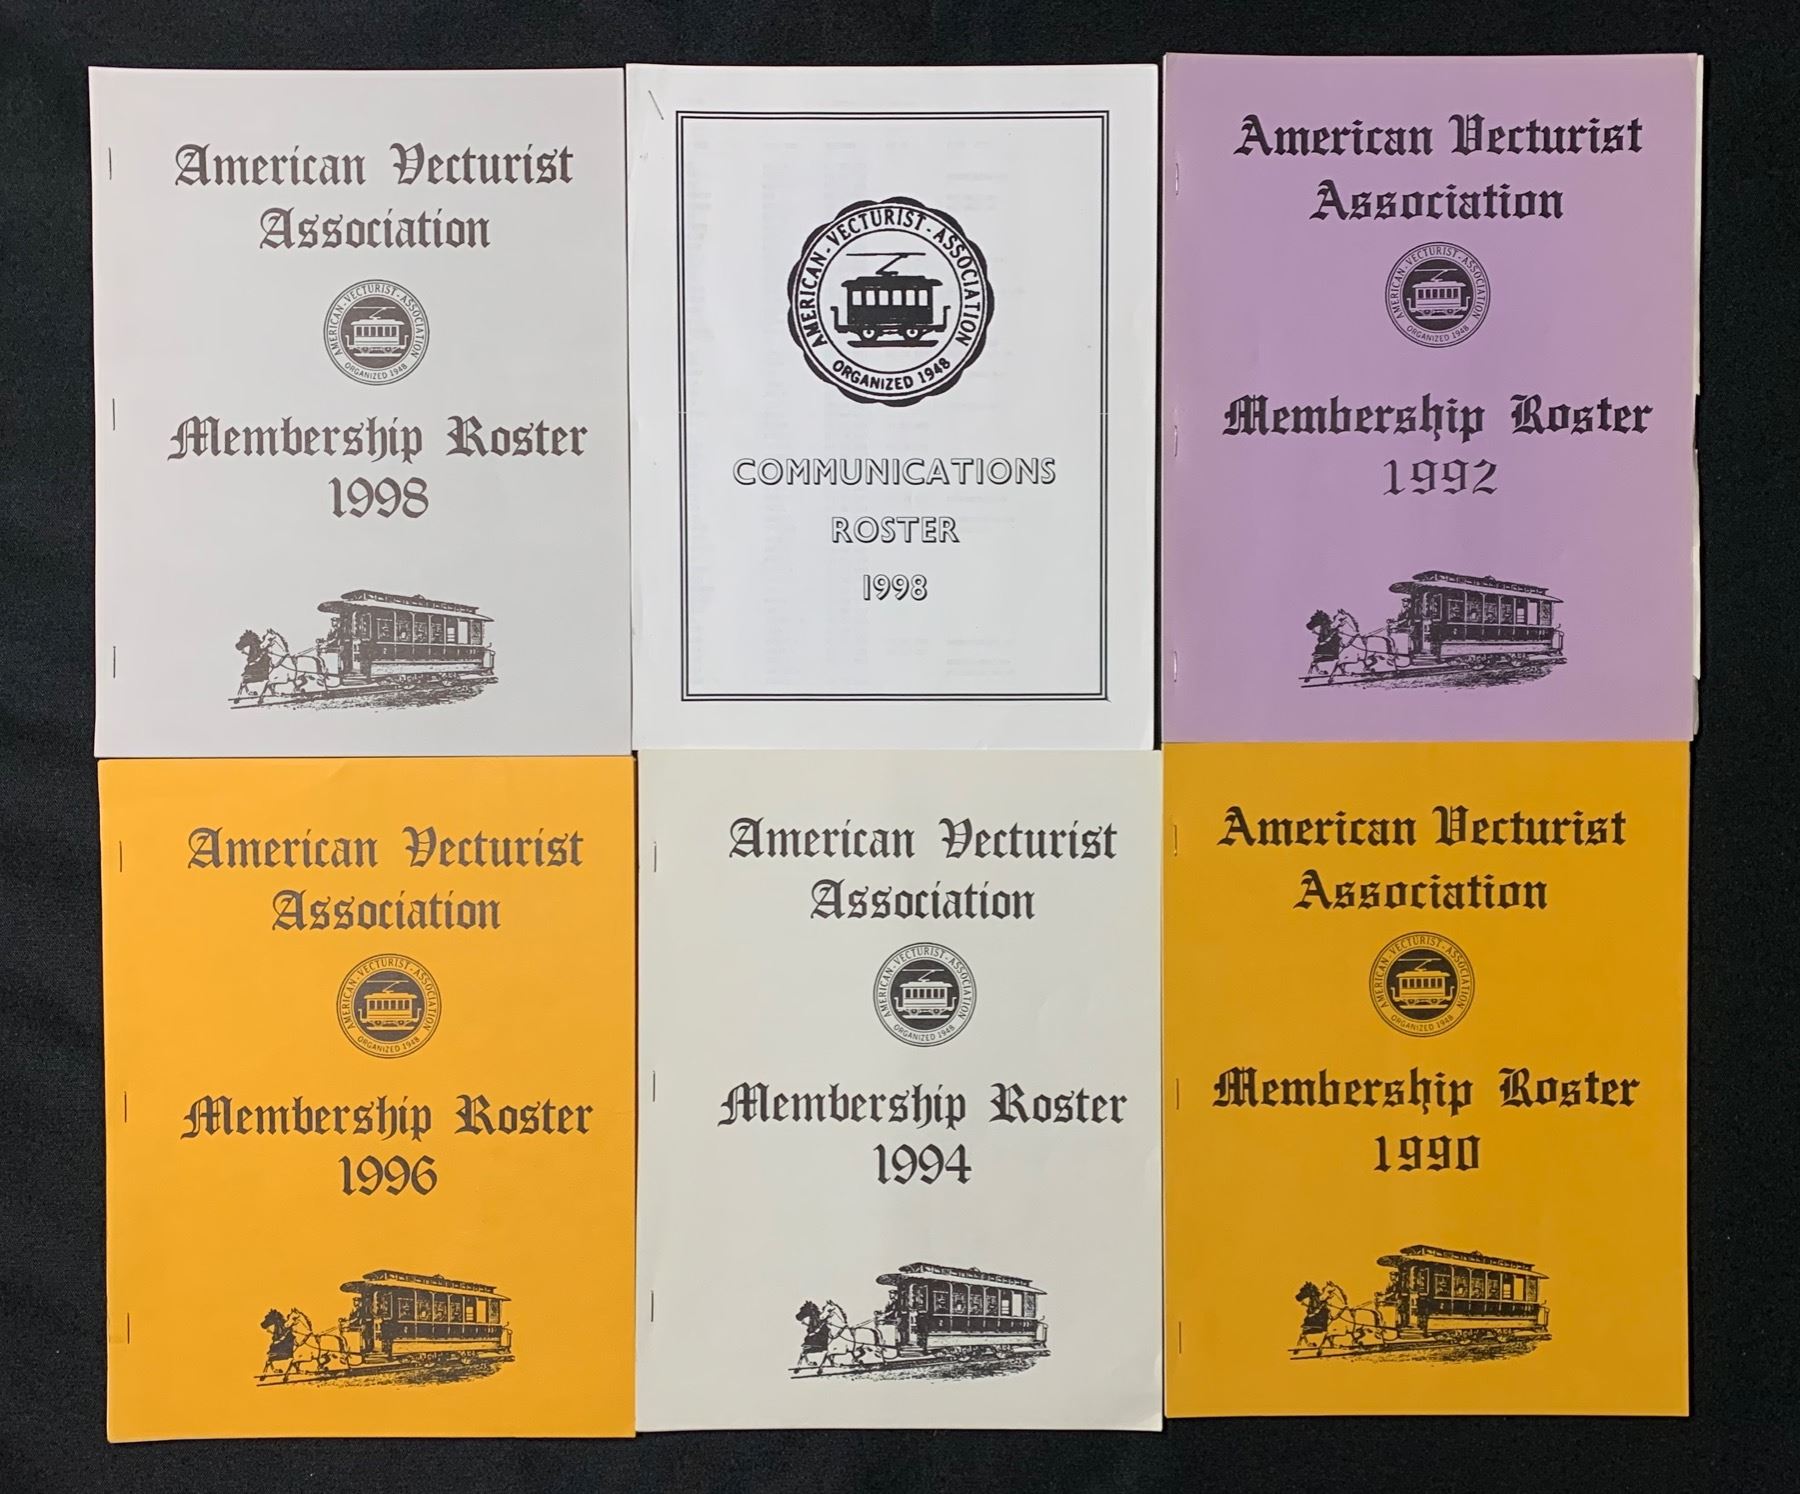 American Vecturist
Association
AMERICAN · VECTURIST · ASSOCIATION
ORGANIZED 1948
Membership Roster
1998
AMERICAN · VECTURIST · ASSOCIATION
ORGANIZED 1948
COMMUNICATIONS
ROSTER
1998
American Vecturist
Association
AMERICAN · VECTURIST · ASSOCIATION
ORGANIZED 1948
Membership Roster
1992
American Vecturist
Association
AMERICAN · VECTURIST · ASSOCIATION
ORGANIZED 1948
Membership Roster
1996
American Vecturist
Association
AMERICAN · VECTURIST · ASSOCIATION
ORGANIZED 1948
Membership Roster
1994
American Vecturist
Association
AMERICAN · VECTURIST · ASSOCIATION
ORGANIZED 1948
Membership Roster
1990